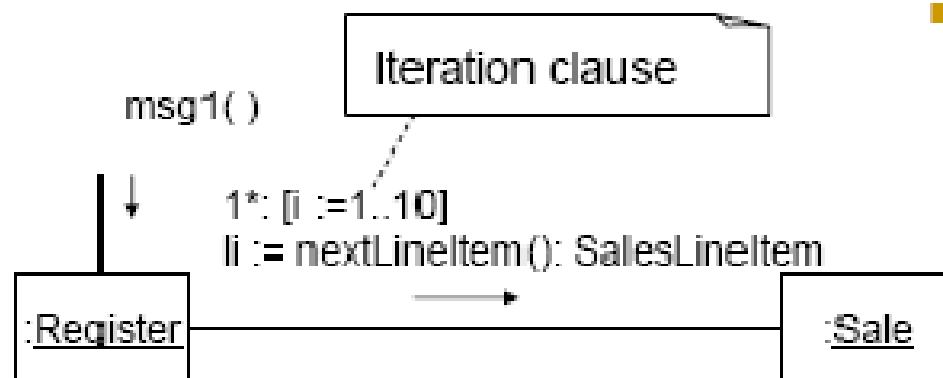 Iteration clause
msg1( )
1*: [i :=1..10]
li := nextLineItem(): SalesLineItem
:Register
:Sale